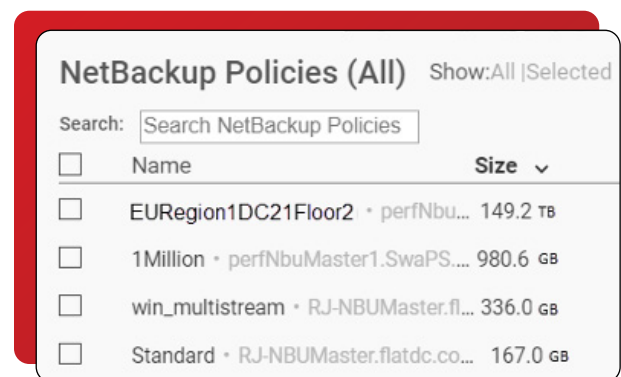 NetBackup Policies (All) Show:All |Selected
Search: Search NetBackup Policies
Name Size
EURegion1DC21Floor2 • perfNbu... 149.2 TB
1Million • perfNbuMaster1.SwaPS.... 980.6 GB
win_multistream • RJ-NBUMaster.fl... 336.0 GB
Standard • RJ-NBUMaster.flatdc.co... 167.0 GB